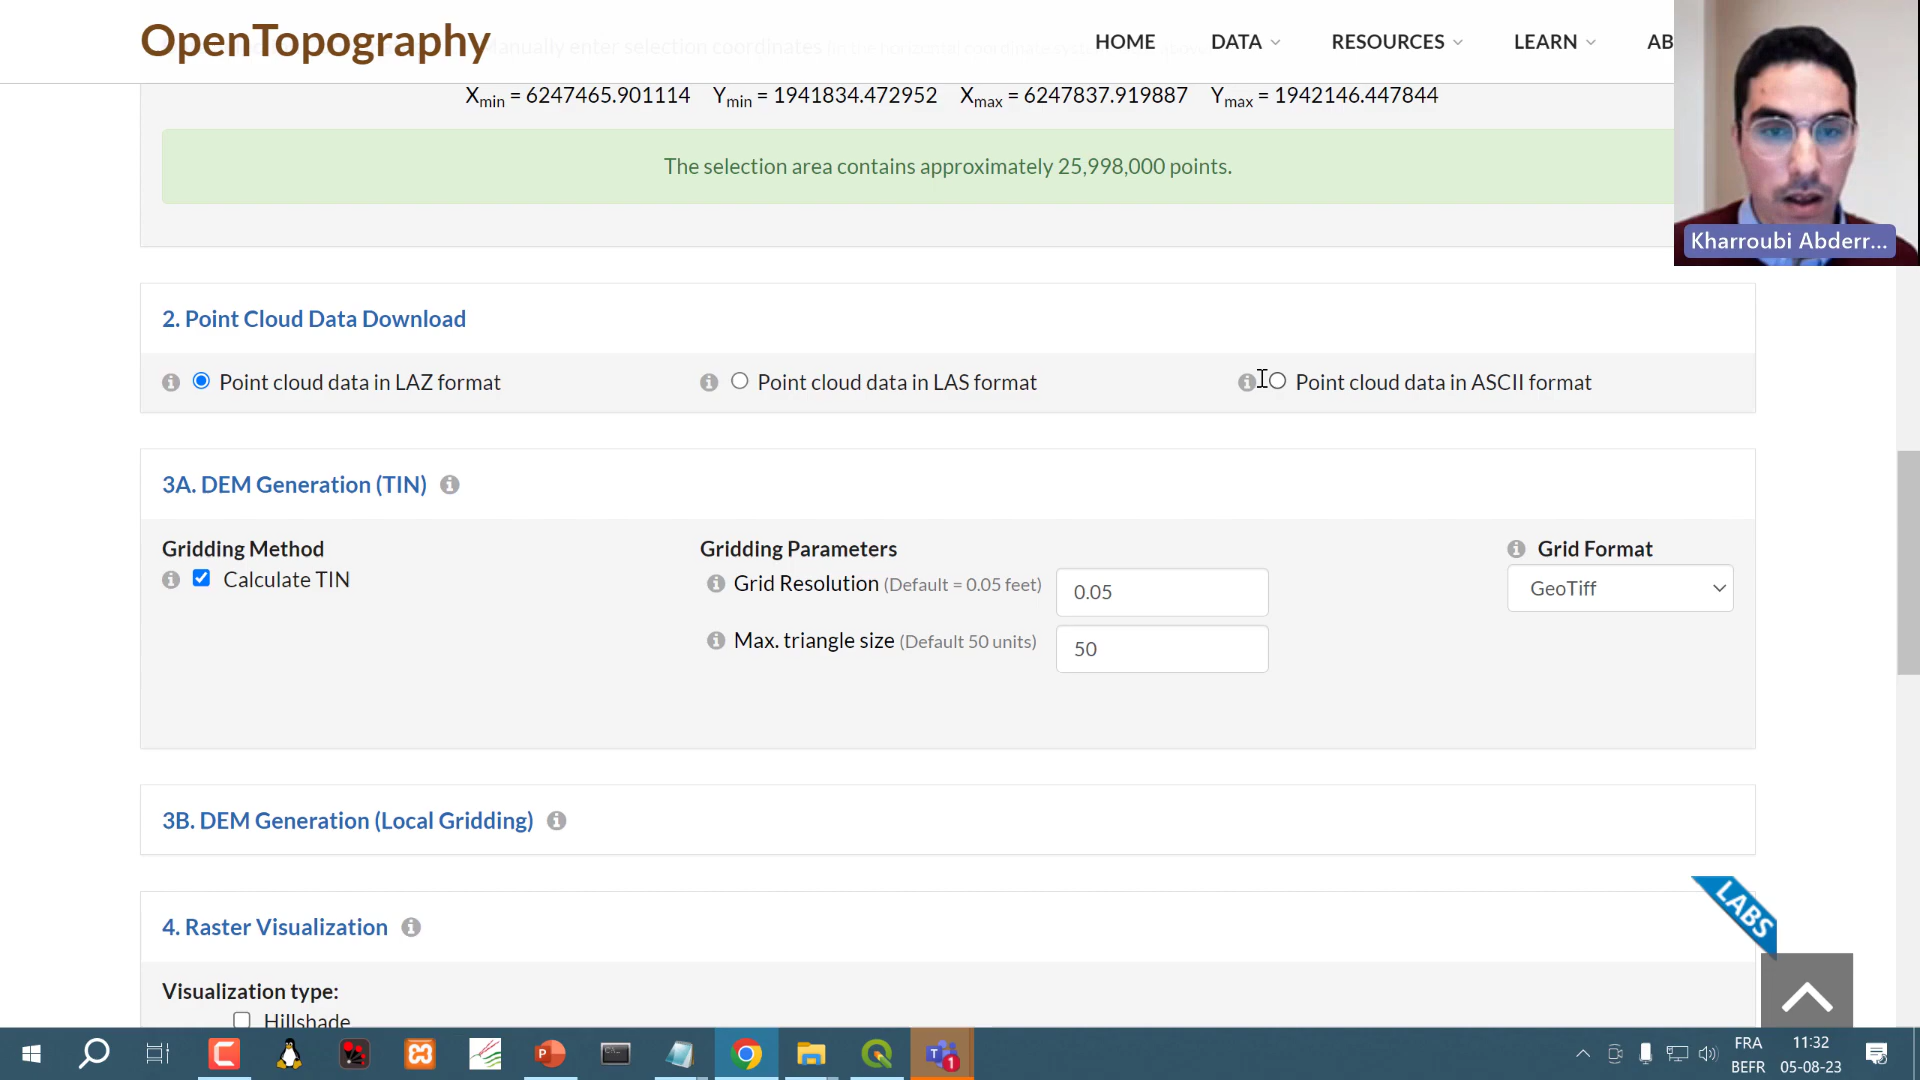 OpenTopography
HOME DATA RESOURCES LEARN AB
Manually enter selection coordinates
Xmin = 6247465.901114 Ymin = 1941834.472952 Xmax = 6247837.919887 Ymax = 1942146.447844
The selection area contains approximately 25,998,000 points.
Kharroubi Abderr...
2. Point Cloud Data Download
Point cloud data in LAZ format
Point cloud data in LAS format
Point cloud data in ASCII format
3A. DEM Generation (TIN)
Gridding Method
Calculate TIN
Gridding Parameters
Grid Resolution (Default = 0.05 feet) 0.05
Max. triangle size (Default 50 units) 50
Grid Format
GeoTiff
3B. DEM Generation (Local Gridding)
4. Raster Visualization
LABS
Visualization type:
Hillshade
FRA
BEFR
11:32
05-08-23